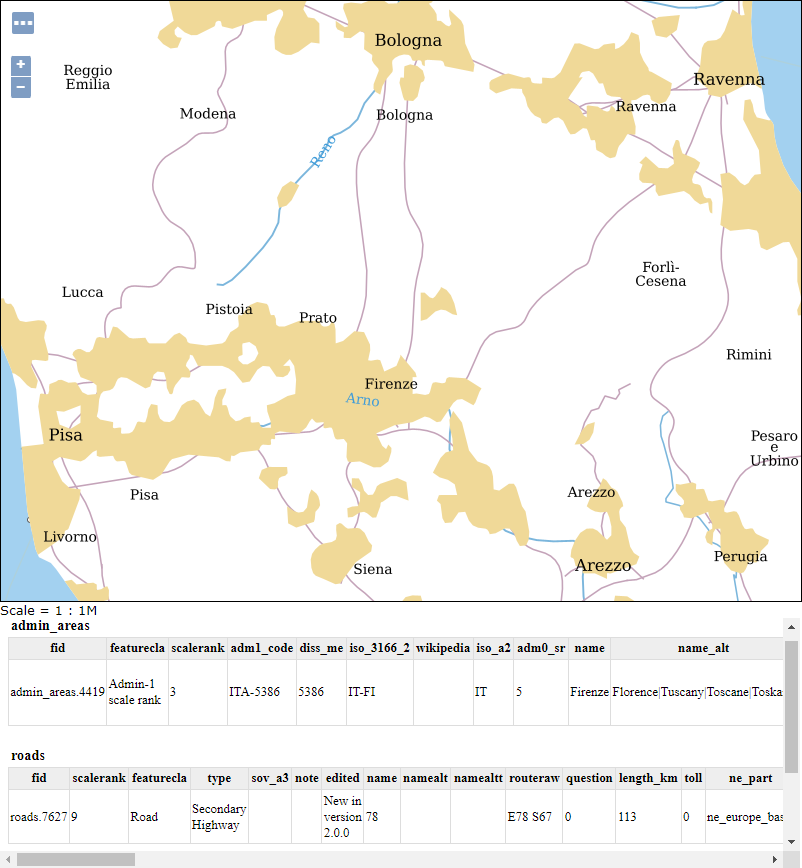 Bologna
Reggio
Emilia
Ravenna
Modena
Ravenna
Bologna
Reno
Forlì-
Cesena
Lucca
Pistoia
Prato
Rimini
Firenze
Arno
Pisa
Pesaro
e
Urbino
Pisa
Arezzo
Livorno
Siena
Arezzo
Perugia
Scale = 1 : 1M
admin_areas
fid featurecla scalerank adm1_code diss_me iso_3166_2 wikipedia iso_a2 adm0_sr name name_alt
admin_areas.4419 Admin-1 scale rank 3 ITA-5386 5386 IT-FI IT 5 Firenze Florence|Tuscany|Toscane|Toska
roads
fid scalerank featurecla type sov_a3 note edited name namealt namealtt routeraw question length_km toll ne_part
roads.7627 9 Road Secondary Highway New in version 2.0.0 78 E78 S67 0 113 0 ne_europe_bas